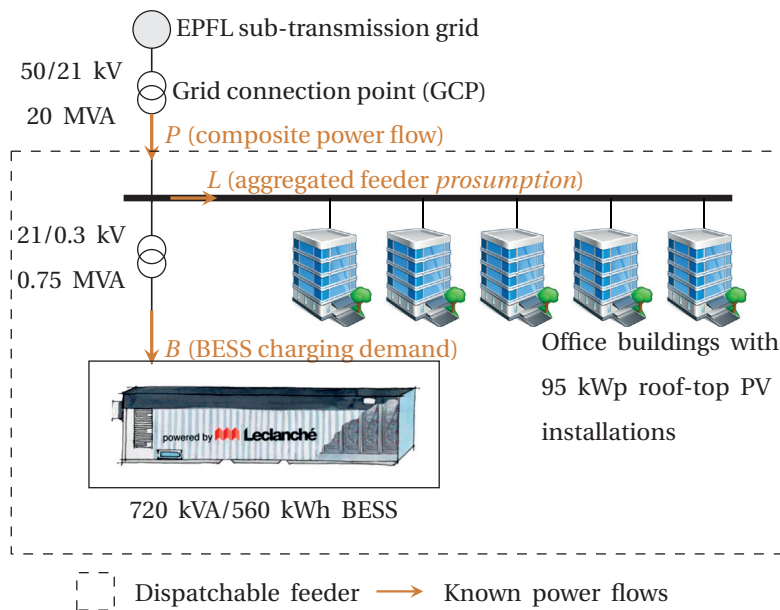 EPFL sub-transmission grid
50/21 kV
20 MVA
Grid connection point (GCP)
P (composite power flow)
L (aggregated feeder prosumption)
21/0.3 kV
0.75 MVA
B (BESS charging demand)
Office buildings with
95 kWp roof-top PV
installations
powered by Leclanché
720 kVA/560 kWh BESS
Dispatchable feeder
Known power flows